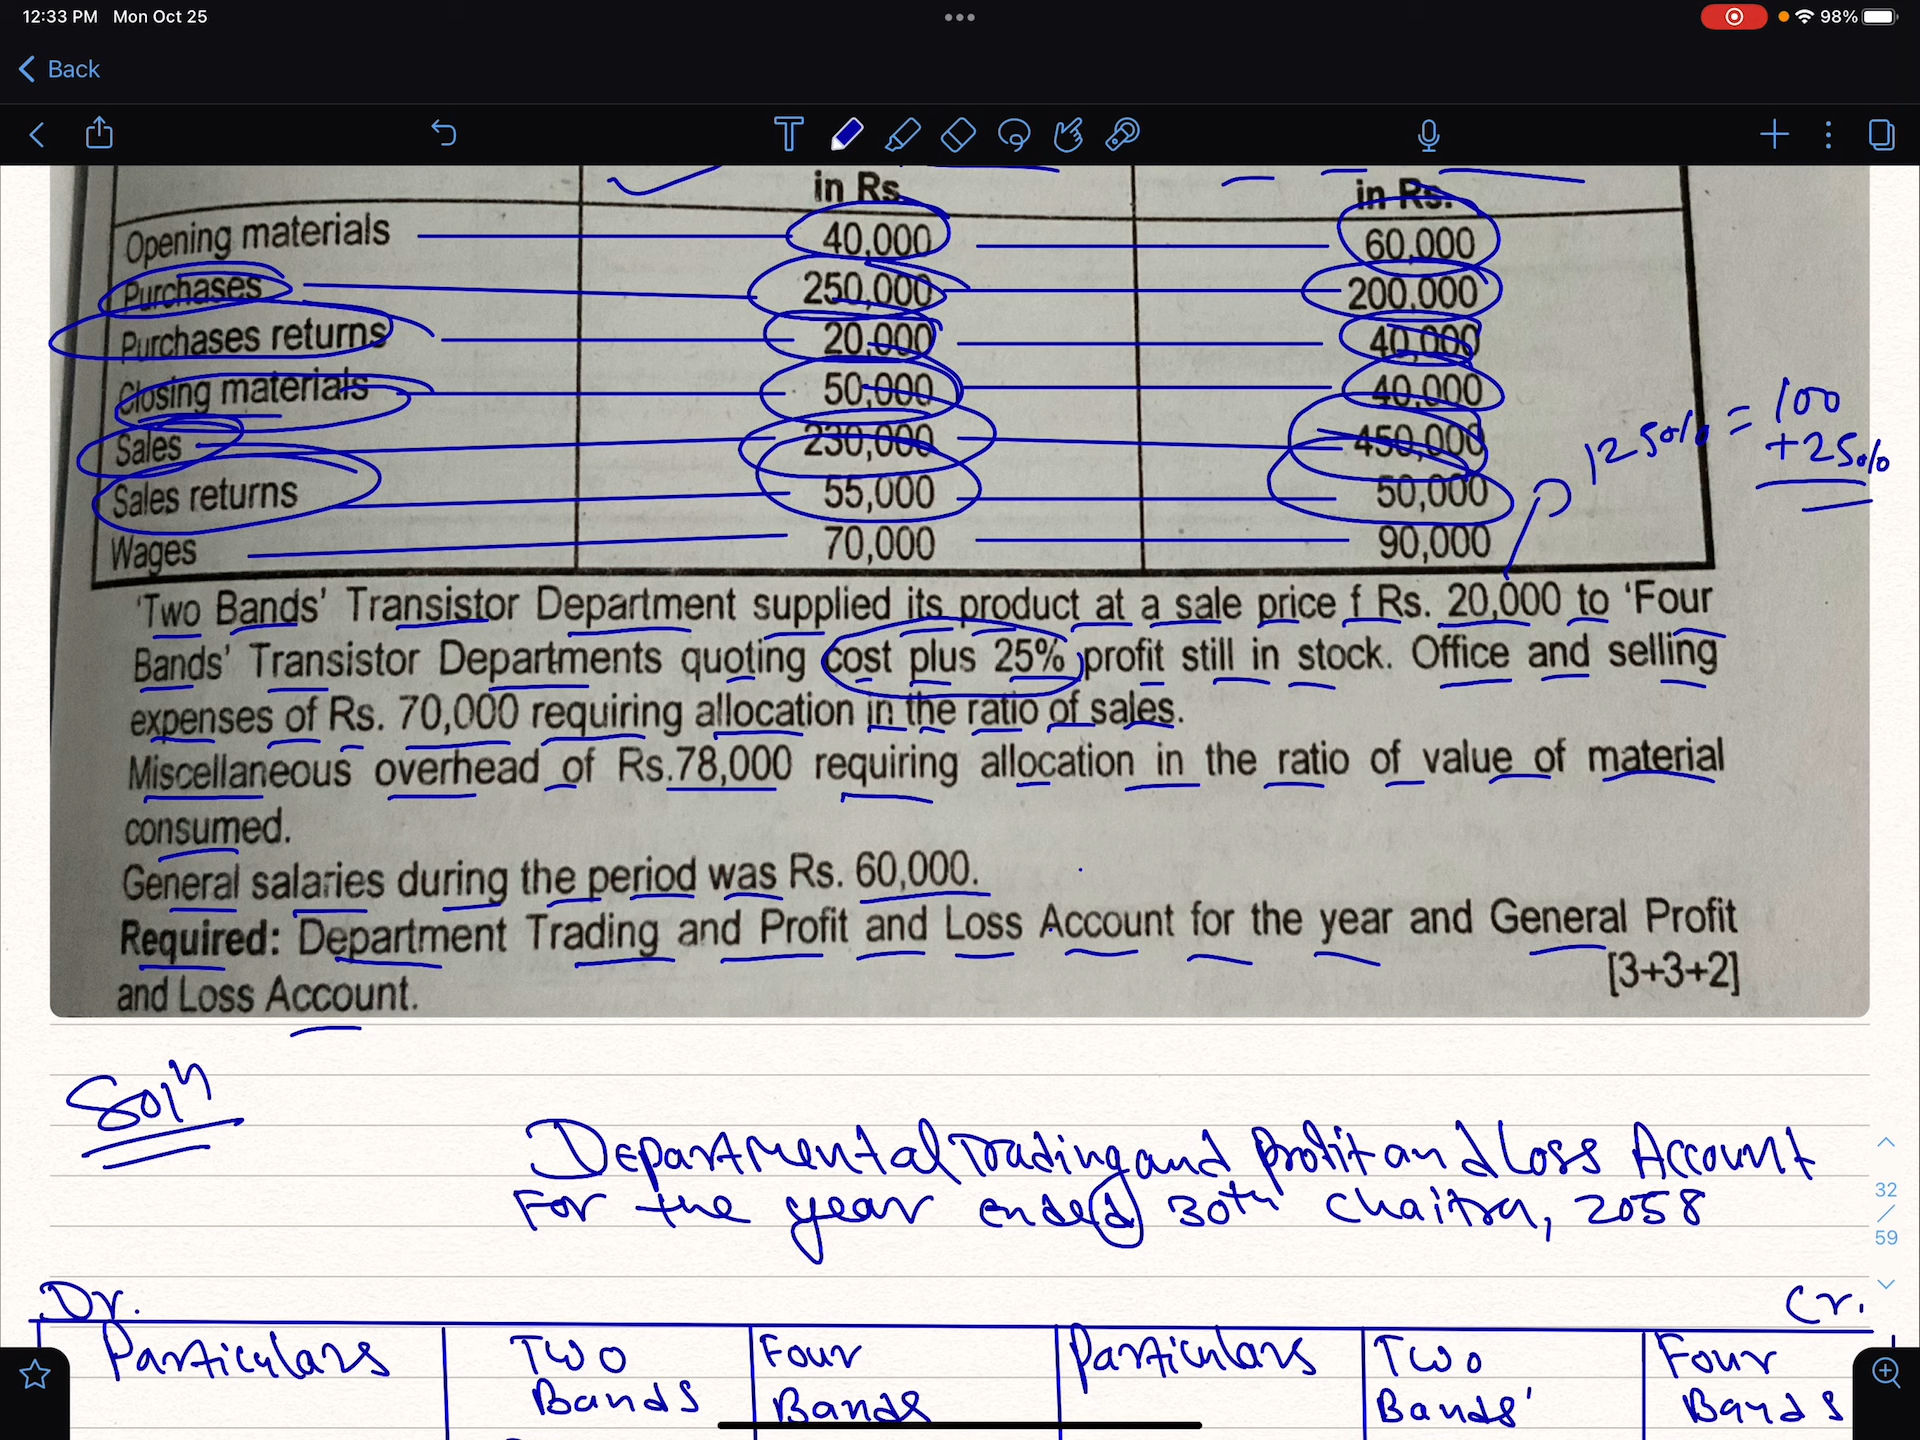 12:33 PM Mon Oct 25
98%
Back
in Rs. in Rs.
Opening materials 40,000 60,000
Purchases 250,000 200,000
Purchases returns 20,000 40,000
Closing materials 50,000 40,000
Sales 230,000 450,000
Sales returns 55,000 50,000
Wages 70,000 90,000
125% = 100
+25%
'Two Bands' Transistor Department supplied its product at a sale price f Rs. 20,000 to 'Four
Bands' Transistor Departments quoting cost plus 25% profit still in stock. Office and selling
expenses of Rs. 70,000 requiring allocation in the ratio of sales.
Miscellaneous overhead of Rs.78,000 requiring allocation in the ratio of value of material
consumed.
General salaries during the period was Rs. 60,000.
Required: Department Trading and Profit and Loss Account for the year and General Profit
and Loss Account. [3+3+2]
Soln
Departmental Trading and Profit and Loss Account
For the year ended 30th Chaitra, 2058
32
/
59
Dr. Cr.
Particulars Two Four Particulars Two Four
Bands Bands Bands' Bands